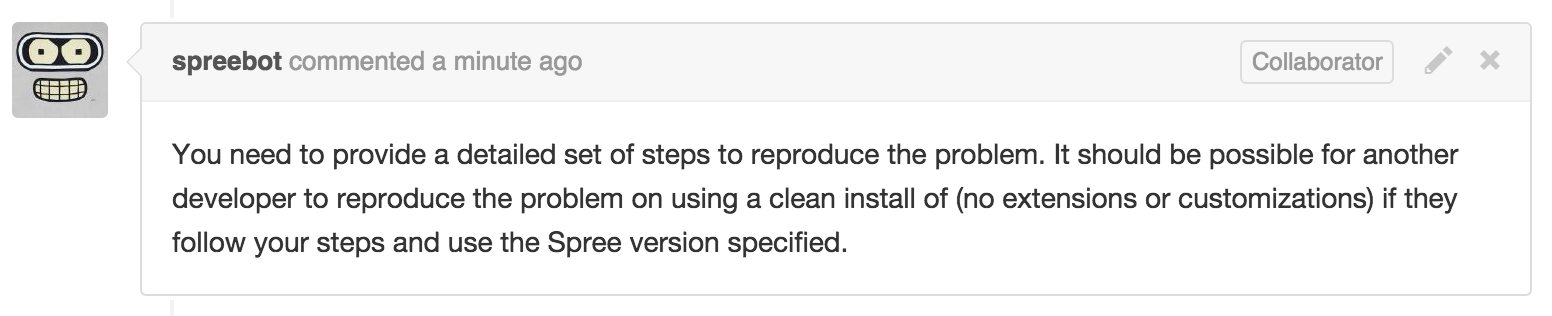 spreebot commented a minute ago
Collaborator
You need to provide a detailed set of steps to reproduce the problem. It should be possible for another
developer to reproduce the problem on using a clean install of (no extensions or customizations) if they
follow your steps and use the Spree version specified.